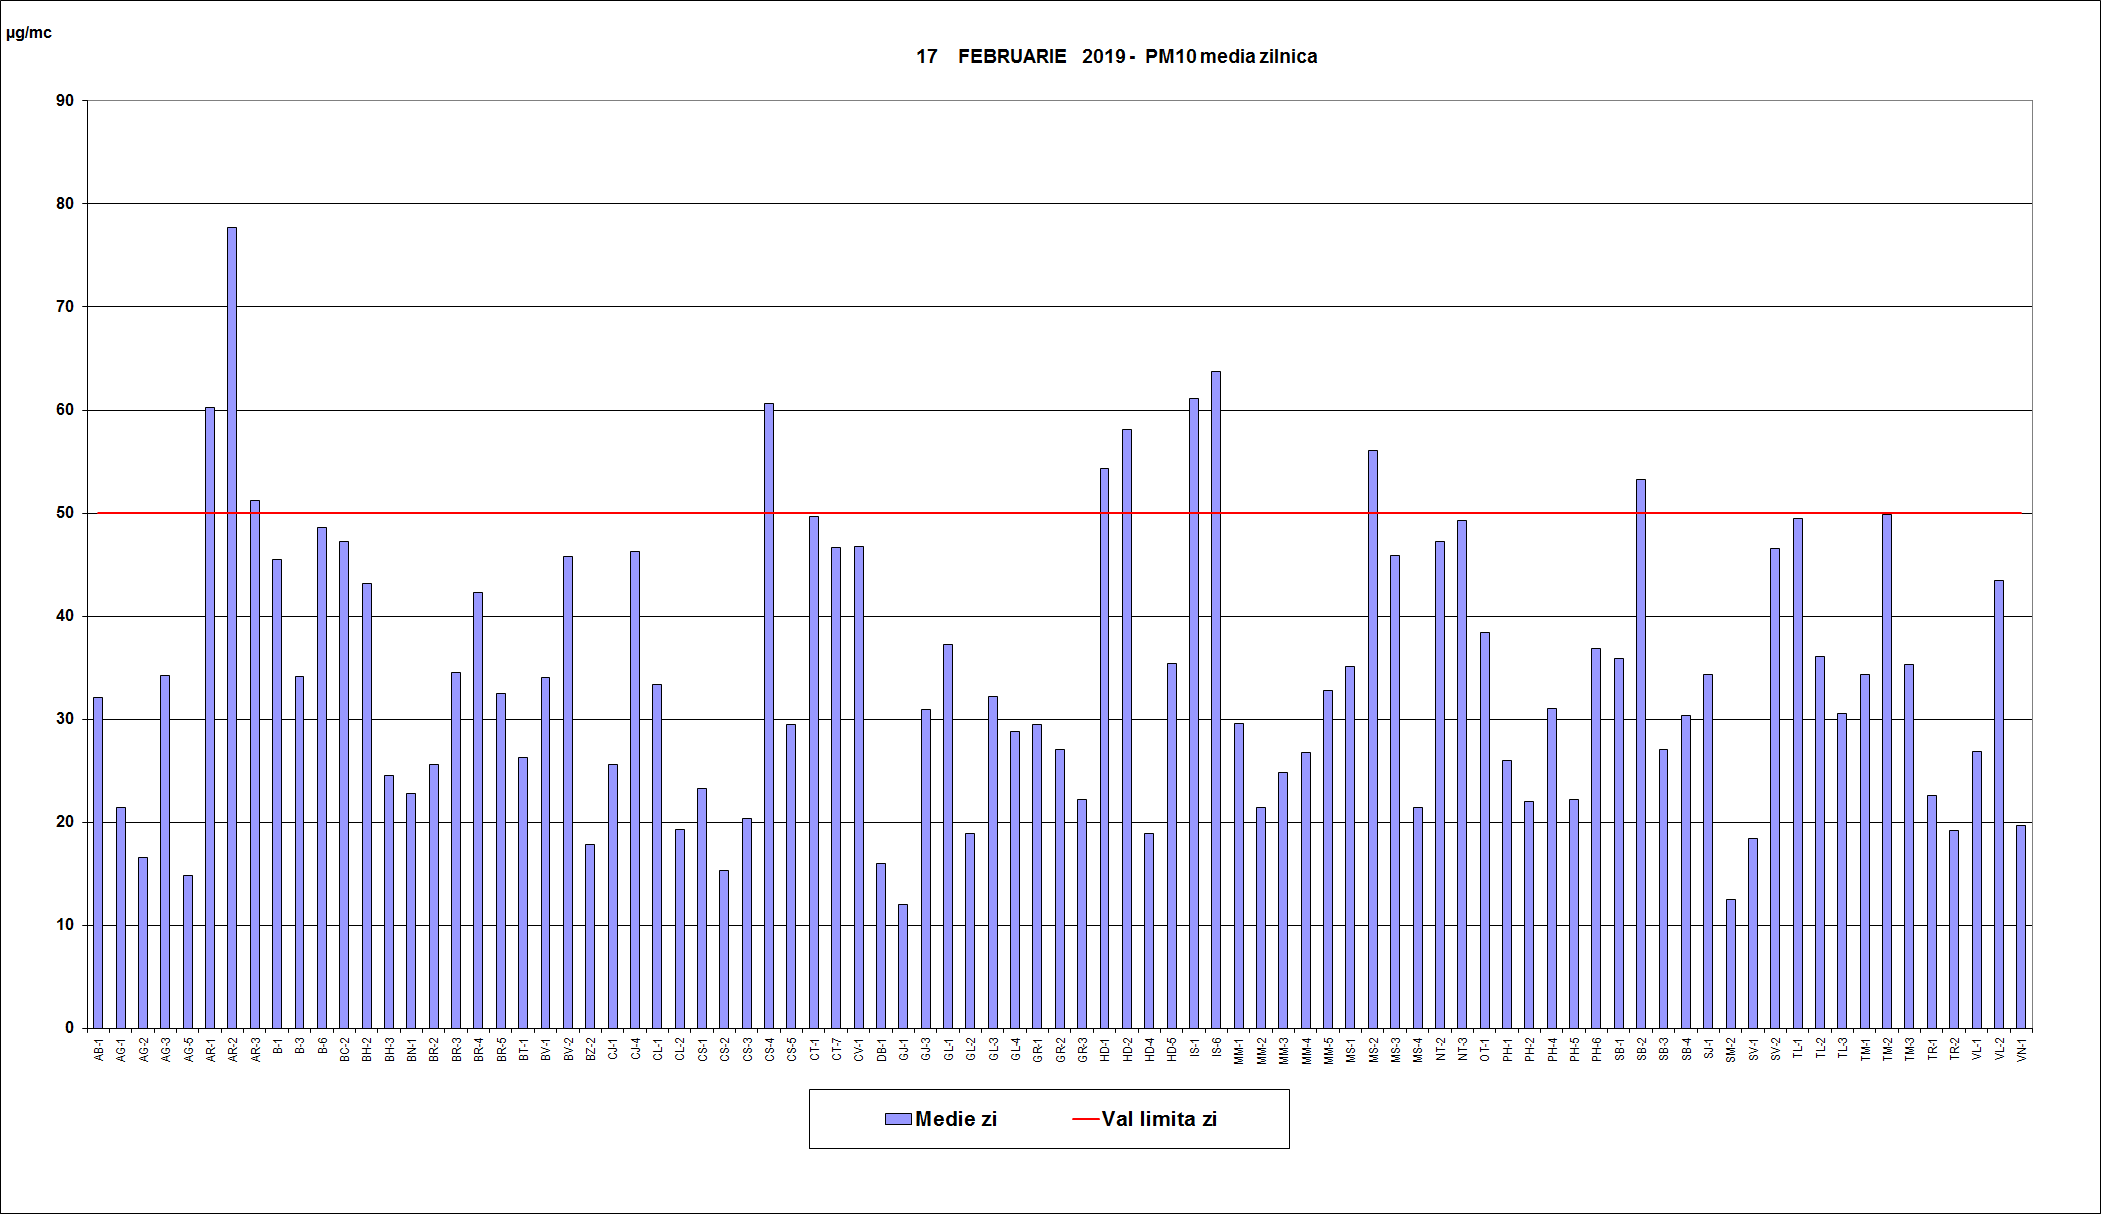 µg/mc
17 FEBRUARIE 2019 - PM10 media zilnica
90
80
70
60
50
40
30
20
10
0
AB-1
AG-1
AG-2
AG-3
AG-5
AR-1
AR-2
AR-3
B-1
B-3
B-6
BC-2
BH-2
BH-3
BN-1
BR-2
BR-3
BR-4
BR-5
BT-1
BV-1
BV-2
BZ-2
CJ-1
CJ-4
CL-1
CL-2
CS-1
CS-2
CS-3
CS-4
CS-5
CT-1
CT-7
CV-1
DB-1
GJ-1
GJ-3
GL-1
GL-2
GL-3
GL-4
GR-1
GR-2
GR-3
HD-1
HD-2
HD-4
HD-5
IS-1
IS-6
MM-1
MM-2
MM-3
MM-4
MM-5
MS-1
MS-2
MS-3
MS-4
NT-2
NT-3
OT-1
PH-1
PH-2
PH-4
PH-5
PH-6
SB-1
SB-2
SB-3
SB-4
SJ-1
SM-2
SV-1
SV-2
TL-1
TL-2
TL-3
TM-1
TM-2
TM-3
TR-1
TR-2
VL-1
VL-2
VN-1
Medie zi
Val limita zi